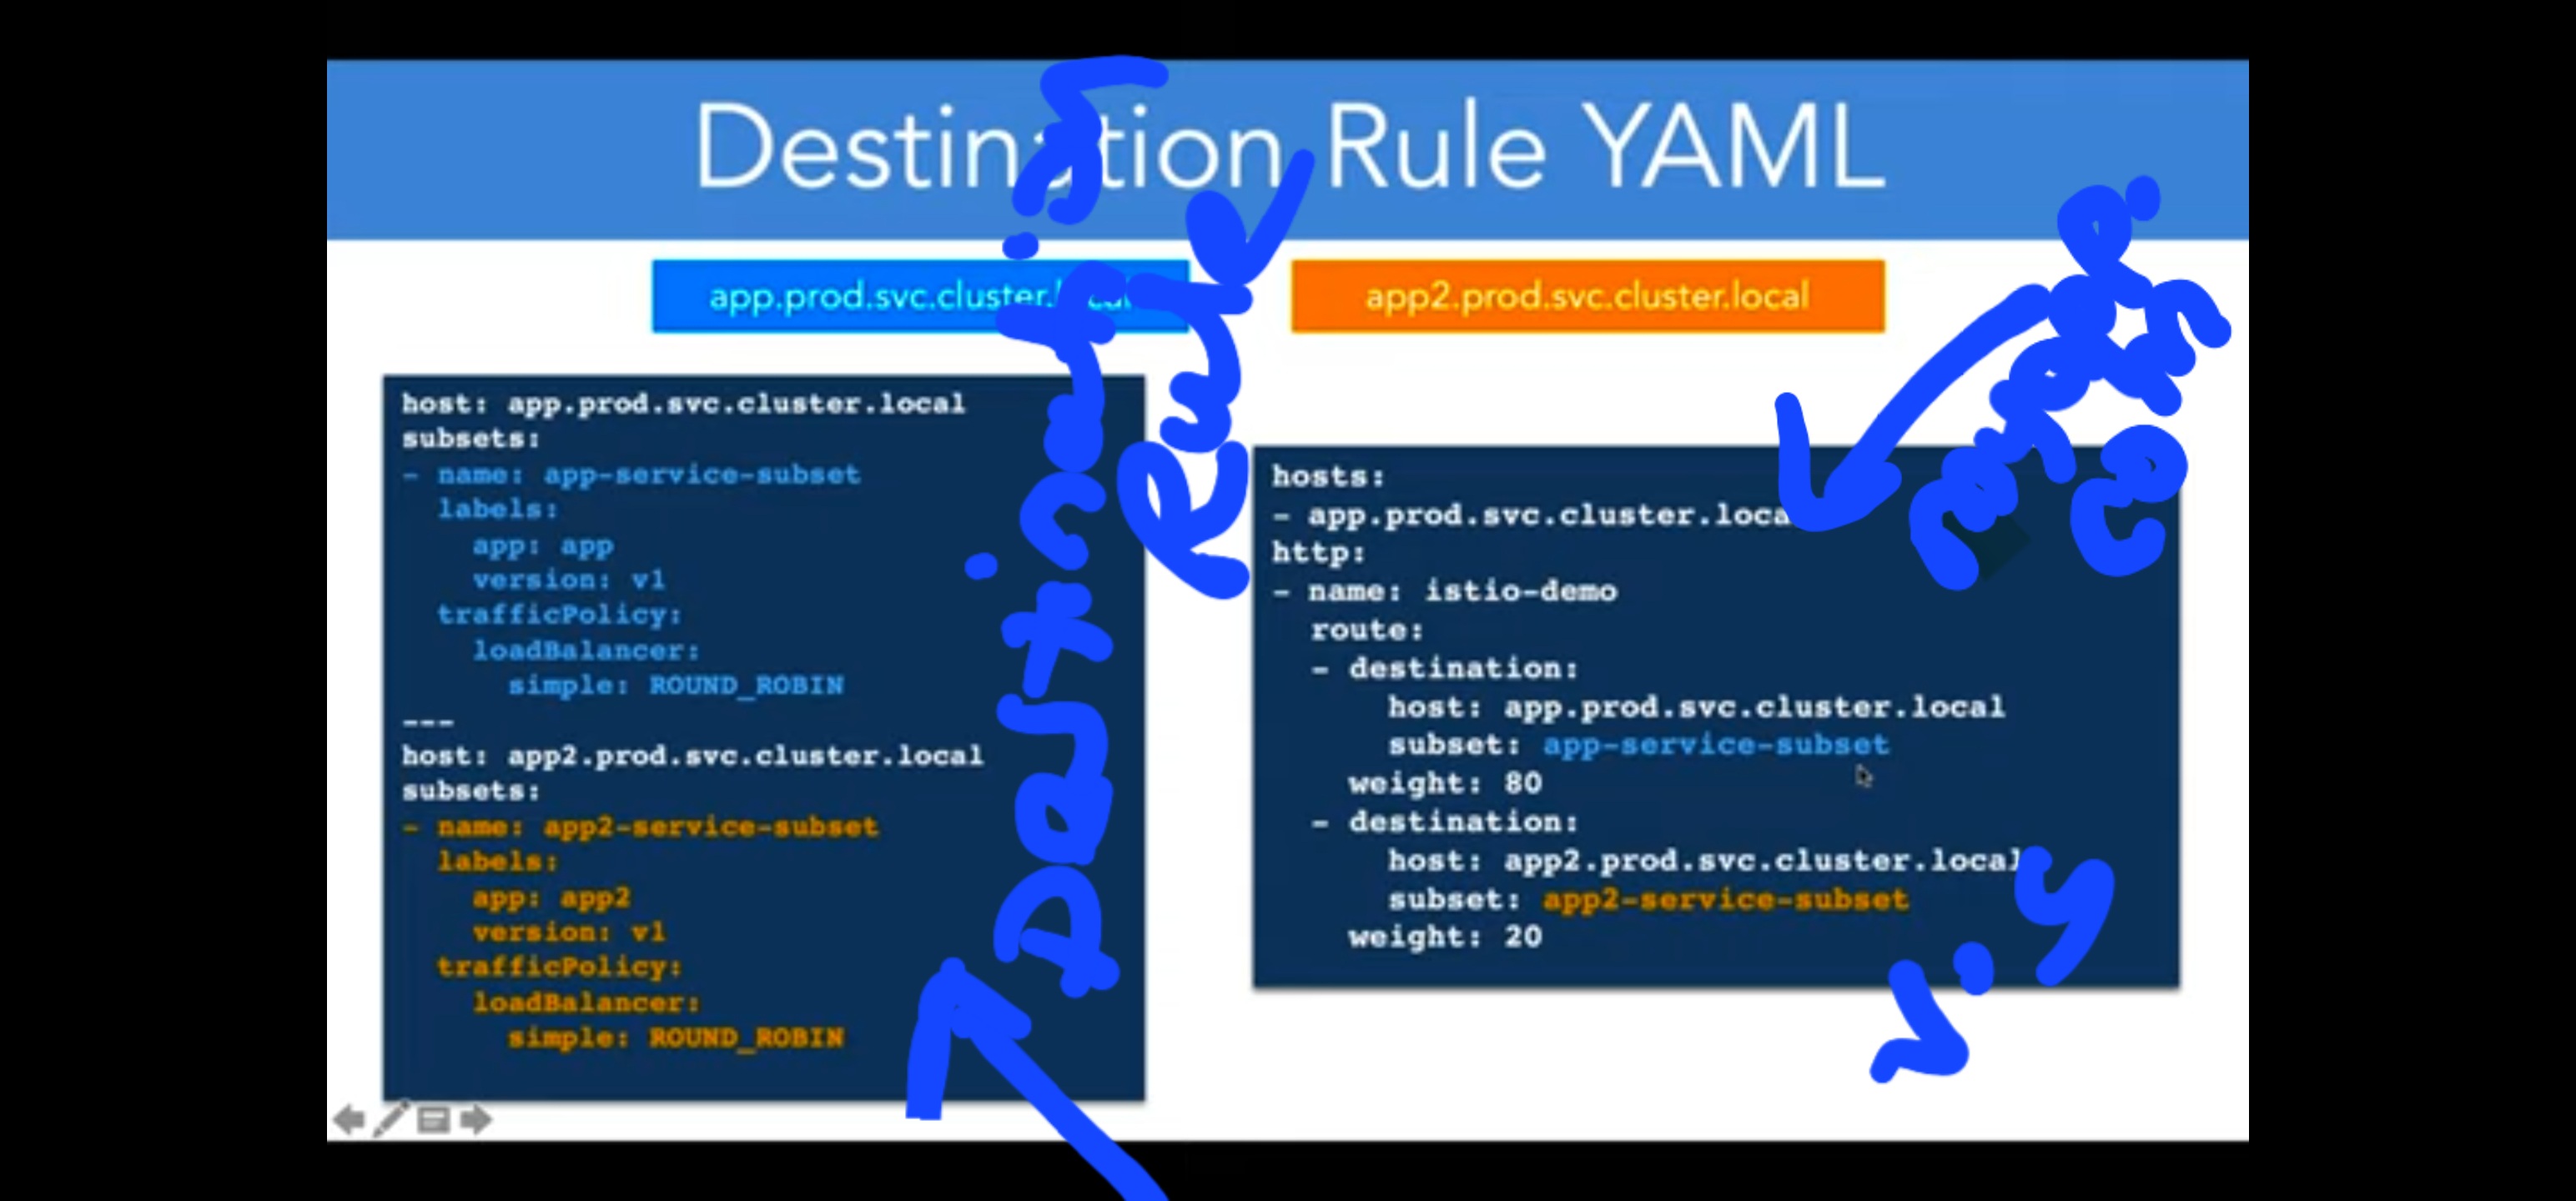 Destination Rule YAML
app.prod.svc.cluster.local
app2.prod.svc.cluster.local
host: app.prod.svc.cluster.local
subsets:
- name: app-service-subset
labels:
app: app
version: v1
trafficPolicy:
loadBalancer:
simple: ROUND_ROBIN
---
host: app2.prod.svc.cluster.local
subsets:
- name: app2-service-subset
labels:
app: app2
version: v1
trafficPolicy:
loadBalancer:
simple: ROUND_ROBIN
Destination
Rule
hosts:
- app.prod.svc.cluster.loca
http:
- name: istio-demo
route:
- destination:
host: app.prod.svc.cluster.local
subset: app-service-subset
weight: 80
- destination:
host: app2.prod.svc.cluster.local
subset: app2-service-subset
weight: 20